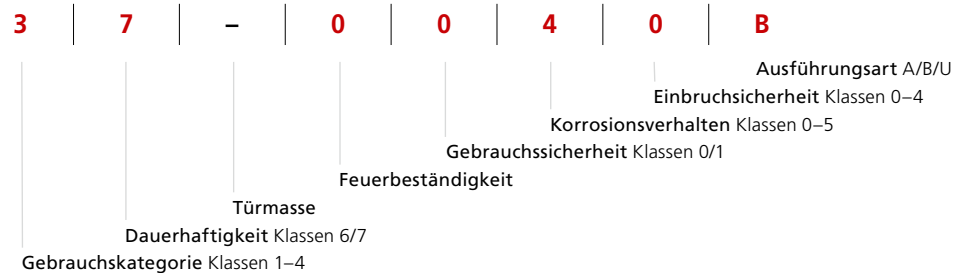 3 7 – 0 0 4 0 B
Ausführungsart A/B/U
Einbruchsicherheit Klassen 0–4
Korrosionsverhalten Klassen 0–5
Gebrauchssicherheit Klassen 0/1
Feuerbeständigkeit
Türmasse
Dauerhaftigkeit Klassen 6/7
Gebrauchskategorie Klassen 1–4